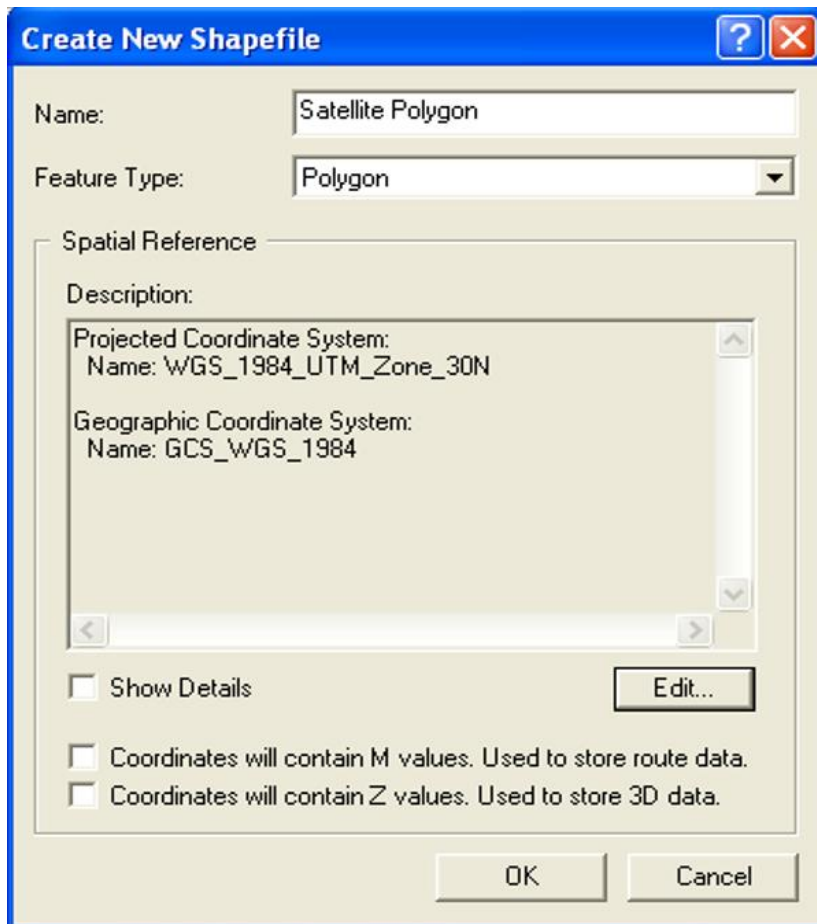 Create New Shapefile
Name:
Satellite Polygon
Feature Type:
Polygon
Spatial Reference
Description:
Projected Coordinate System:
Name: WGS_1984_UTM_Zone_30N
Geographic Coordinate System:
Name: GCS_WGS_1984
Show Details
Edit...
Coordinates will contain M values. Used to store route data.
Coordinates will contain Z values. Used to store 3D data.
OK
Cancel